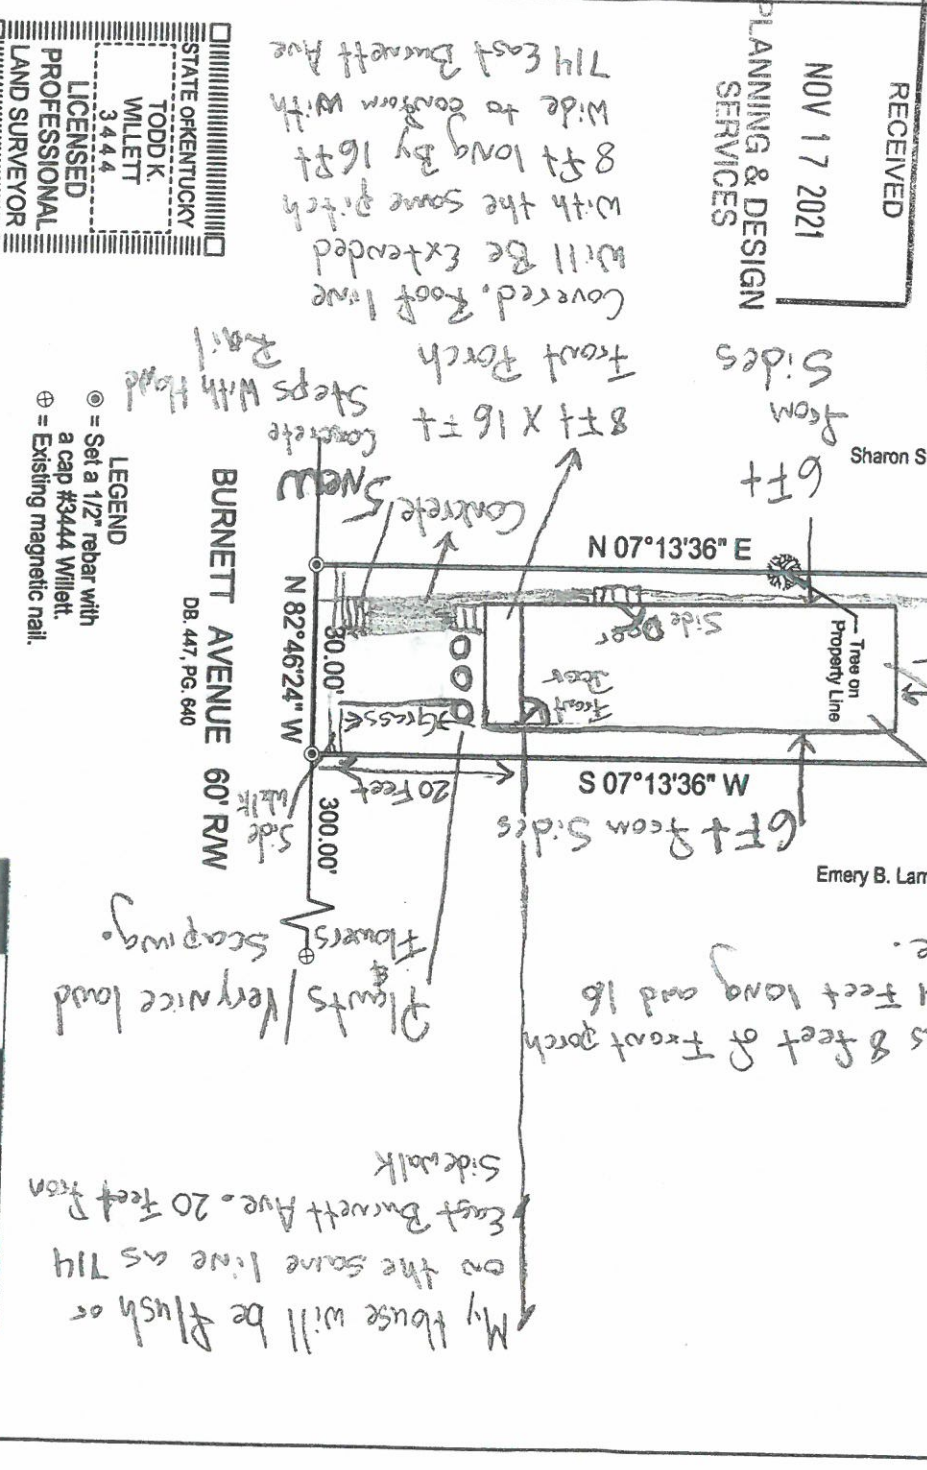 RECEIVED
NOV 17 2021
PLANNING & DESIGN
SERVICES
STATE OF KENTUCKY
TODD K.
WILLETT
3444
LICENSED
PROFESSIONAL
LAND SURVEYOR
8 Ft X 16 Ft
Front Porch
Covered. Roof line
Will Be Extended
With the same pitch
8 Ft long By 16 Ft
Wide to conform with
714 East Burnett Ave
6 Ft
from
Sides
Sharon S
Concrete
5 New
Concrete
Steps With Hand
Rail
LEGEND
= Set a 1/2" rebar with
a cap #3444 Willett.
= Existing magnetic nail.
BURNETT AVENUE 60' R/W
DB. 447, PG. 640
N 82°46'24" W
30.00'
300.00'
N 07°13'36" E
S 07°13'36" W
Tree on
Property Line
Side Door
Front
Door
Grass
20 Feet
Side
Walk
6 Ft from Sides
Emery B. Lam
Plants / Very nice land
& Flowers Scaping.
s 8 feet of Front porch
Feet long and 16
e.
My House will be flush or
on the same line as 714
East Burnett Ave. 20 Feet From
Sidewalk